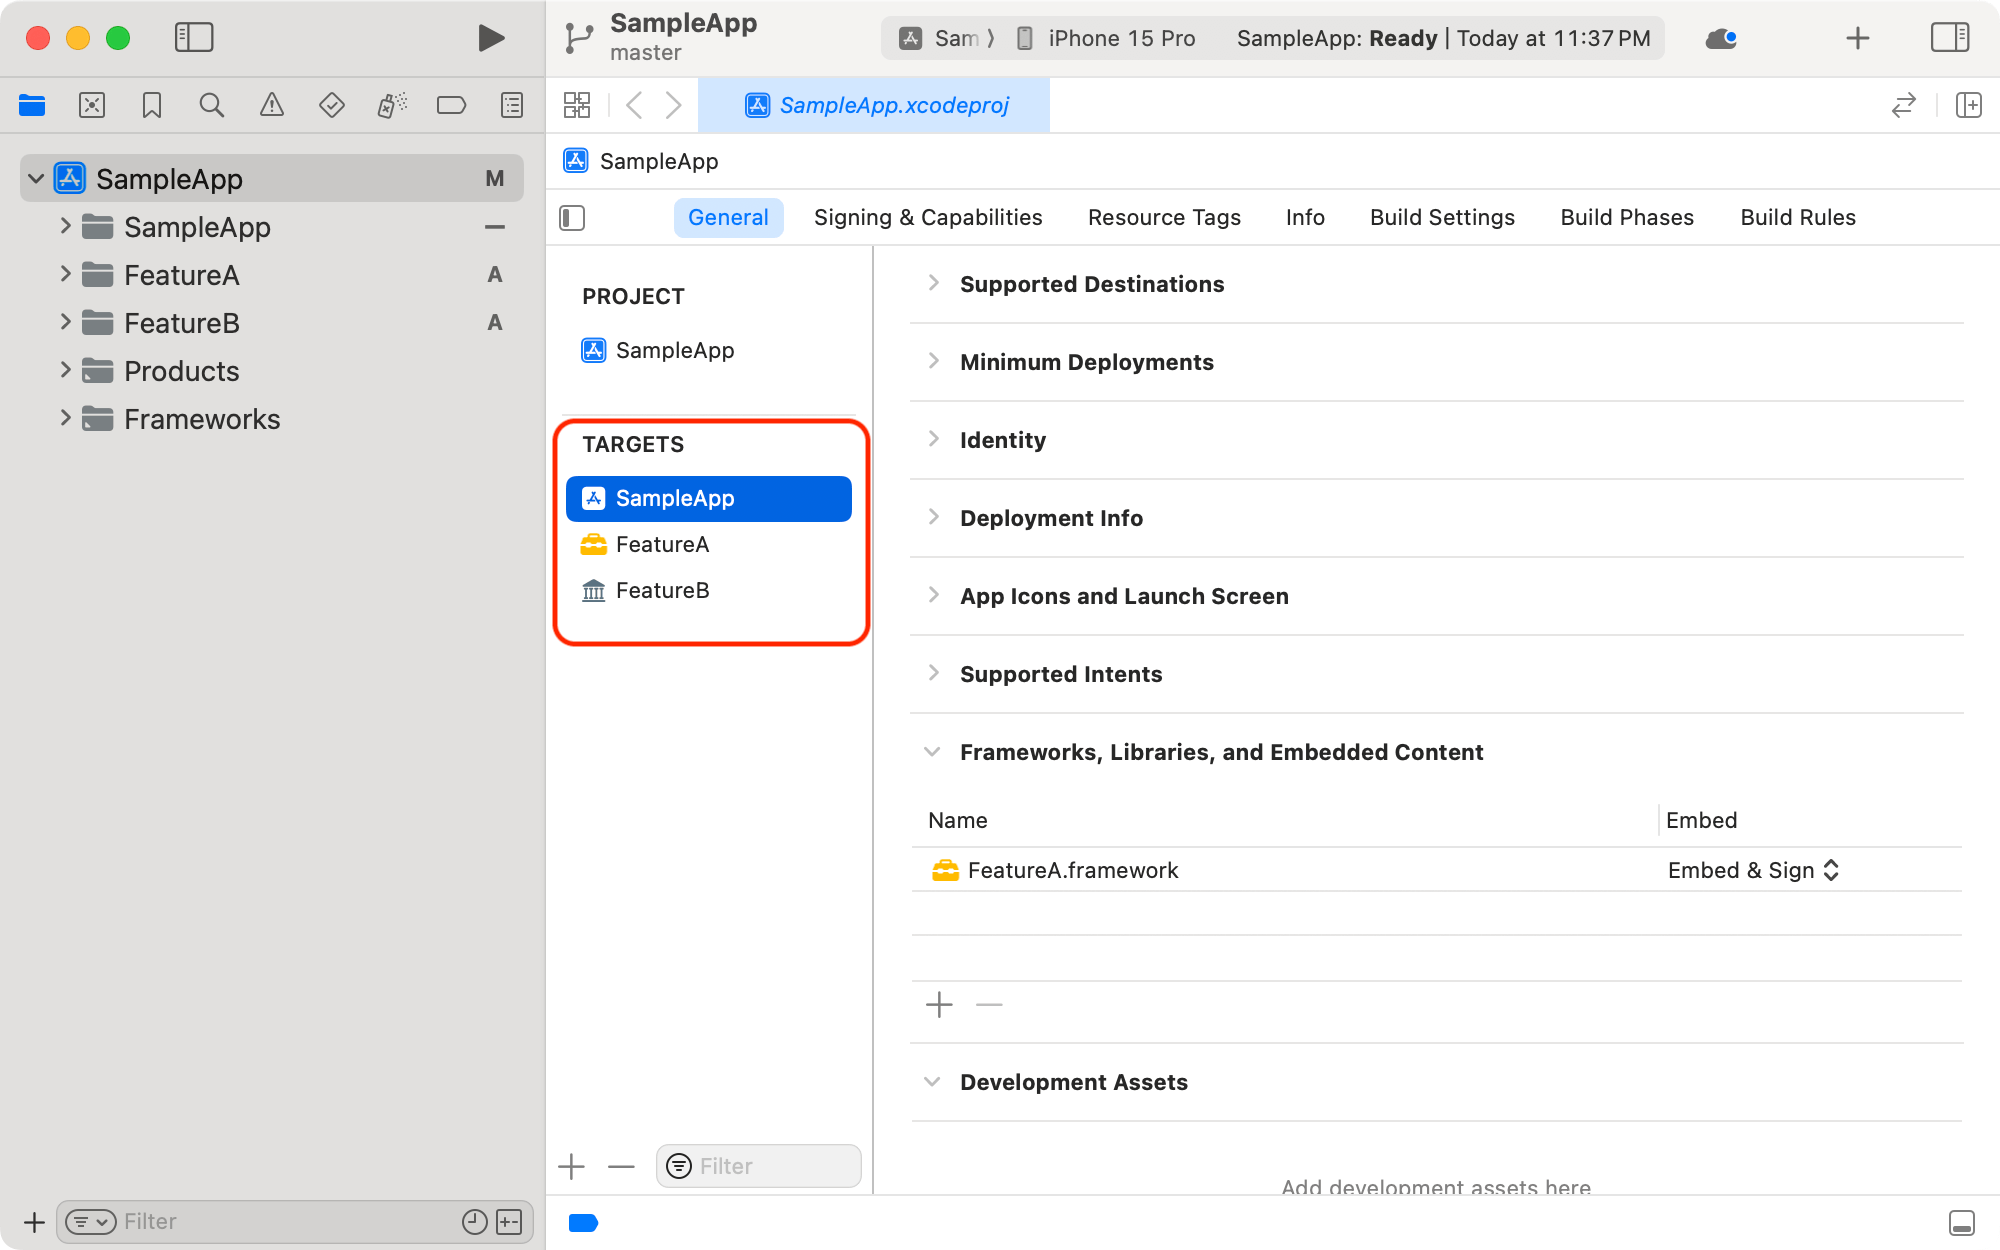 SampleApp
master
Sam
iPhone 15 Pro
SampleApp: Ready | Today at 11:37 PM
SampleApp.xcodeproj
SampleApp M
SampleApp
FeatureA A
FeatureB A
Products
Frameworks
Filter
SampleApp
General Signing & Capabilities Resource Tags Info Build Settings Build Phases Build Rules
PROJECT
SampleApp
TARGETS
SampleApp
FeatureA
FeatureB
Filter
Supported Destinations
Minimum Deployments
Identity
Deployment Info
App Icons and Launch Screen
Supported Intents
Frameworks, Libraries, and Embedded Content
Name Embed
FeatureA.framework Embed & Sign
Development Assets
Add development assets here